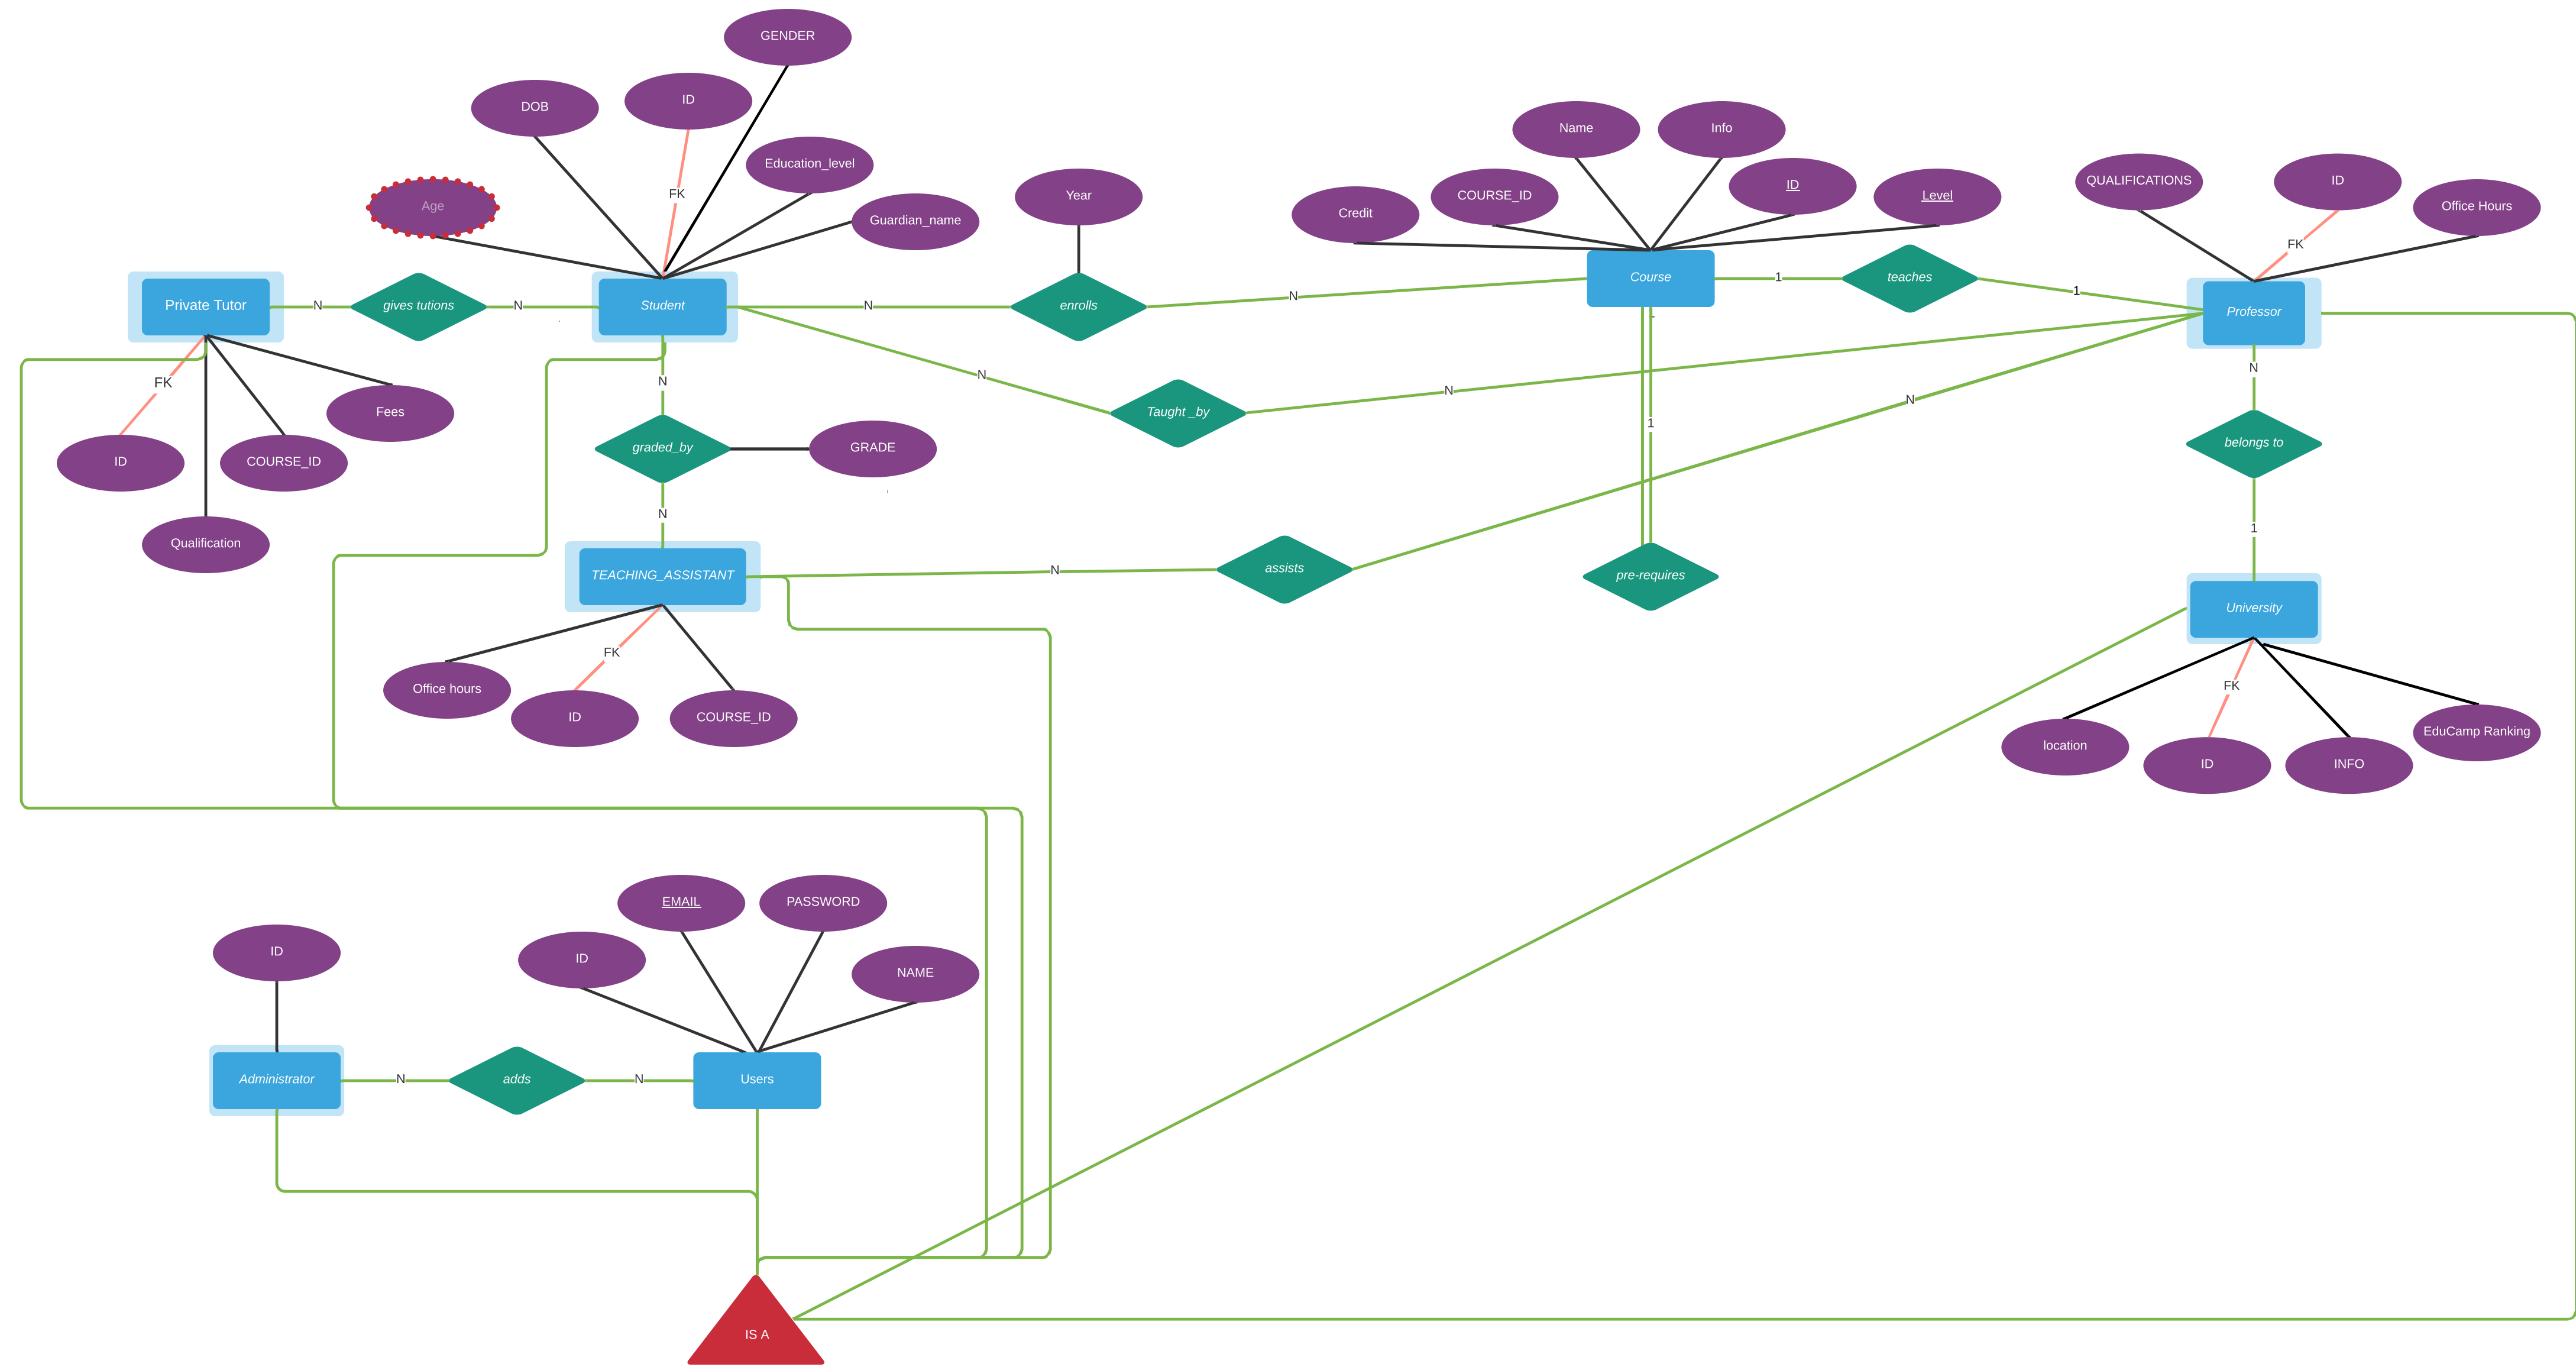 GENDER
DOB
ID
Education_level
Age
FK
Guardian_name
Year
Name
Info
COURSE_ID
ID
Level
Credit
QUALIFICATIONS
ID
Office Hours
FK
Private Tutor
N
gives tutions
N
Student
N
enrolls
N
Course
1
teaches
1
Professor
N
Taught _by
N
N
FK
Fees
ID
COURSE_ID
Qualification
N
graded_by
GRADE
N
1
N
belongs to
1
TEACHING_ASSISTANT
N
assists
pre-requires
University
FK
Office hours
ID
COURSE_ID
FK
location
ID
INFO
EduCamp Ranking
EMAIL
PASSWORD
ID
ID
NAME
Administrator
N
adds
N
Users
IS A